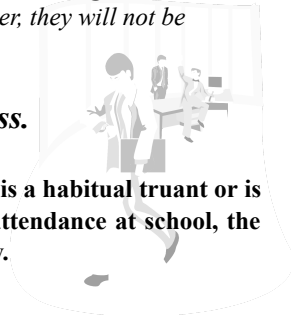 er, they will not be
ss.
is a habitual truant or is
attendance at school, the